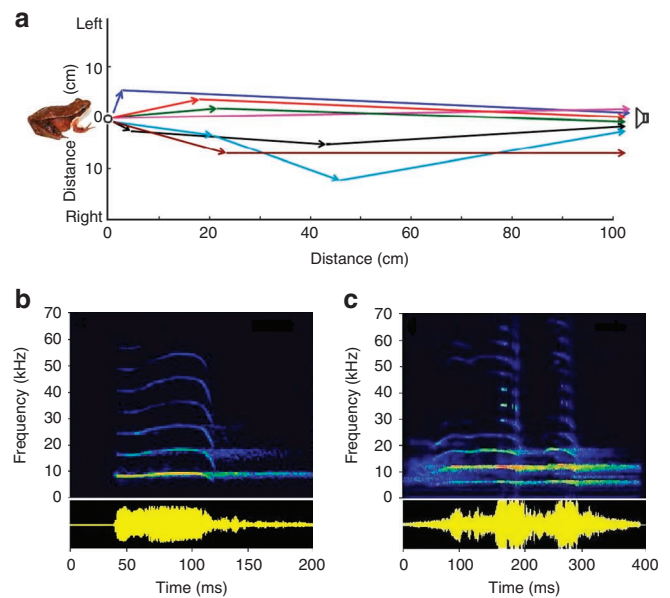 a
Left
10
0
10
Right
Distance (cm)
0 20 40 60 80 100
Distance (cm)
b
70
60
50
40
30
20
10
0
Frequency (kHz)
0 50 100 150 200
Time (ms)
c
70
60
50
40
30
20
10
0
Frequency (kHz)
0 100 200 300 400
Time (ms)